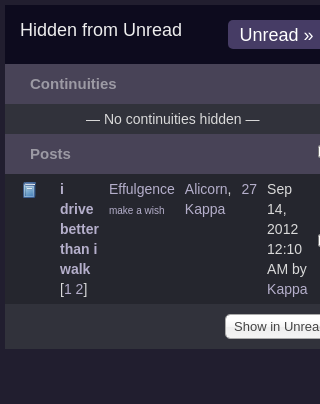 Hidden from Unread
Unread »
Continuities
— No continuities hidden —
Posts
i drive better than i walk [1 2]
Effulgence
make a wish
Alicorn, Kappa
27
Sep 14, 2012 12:10 AM by Kappa
Show in Unrea